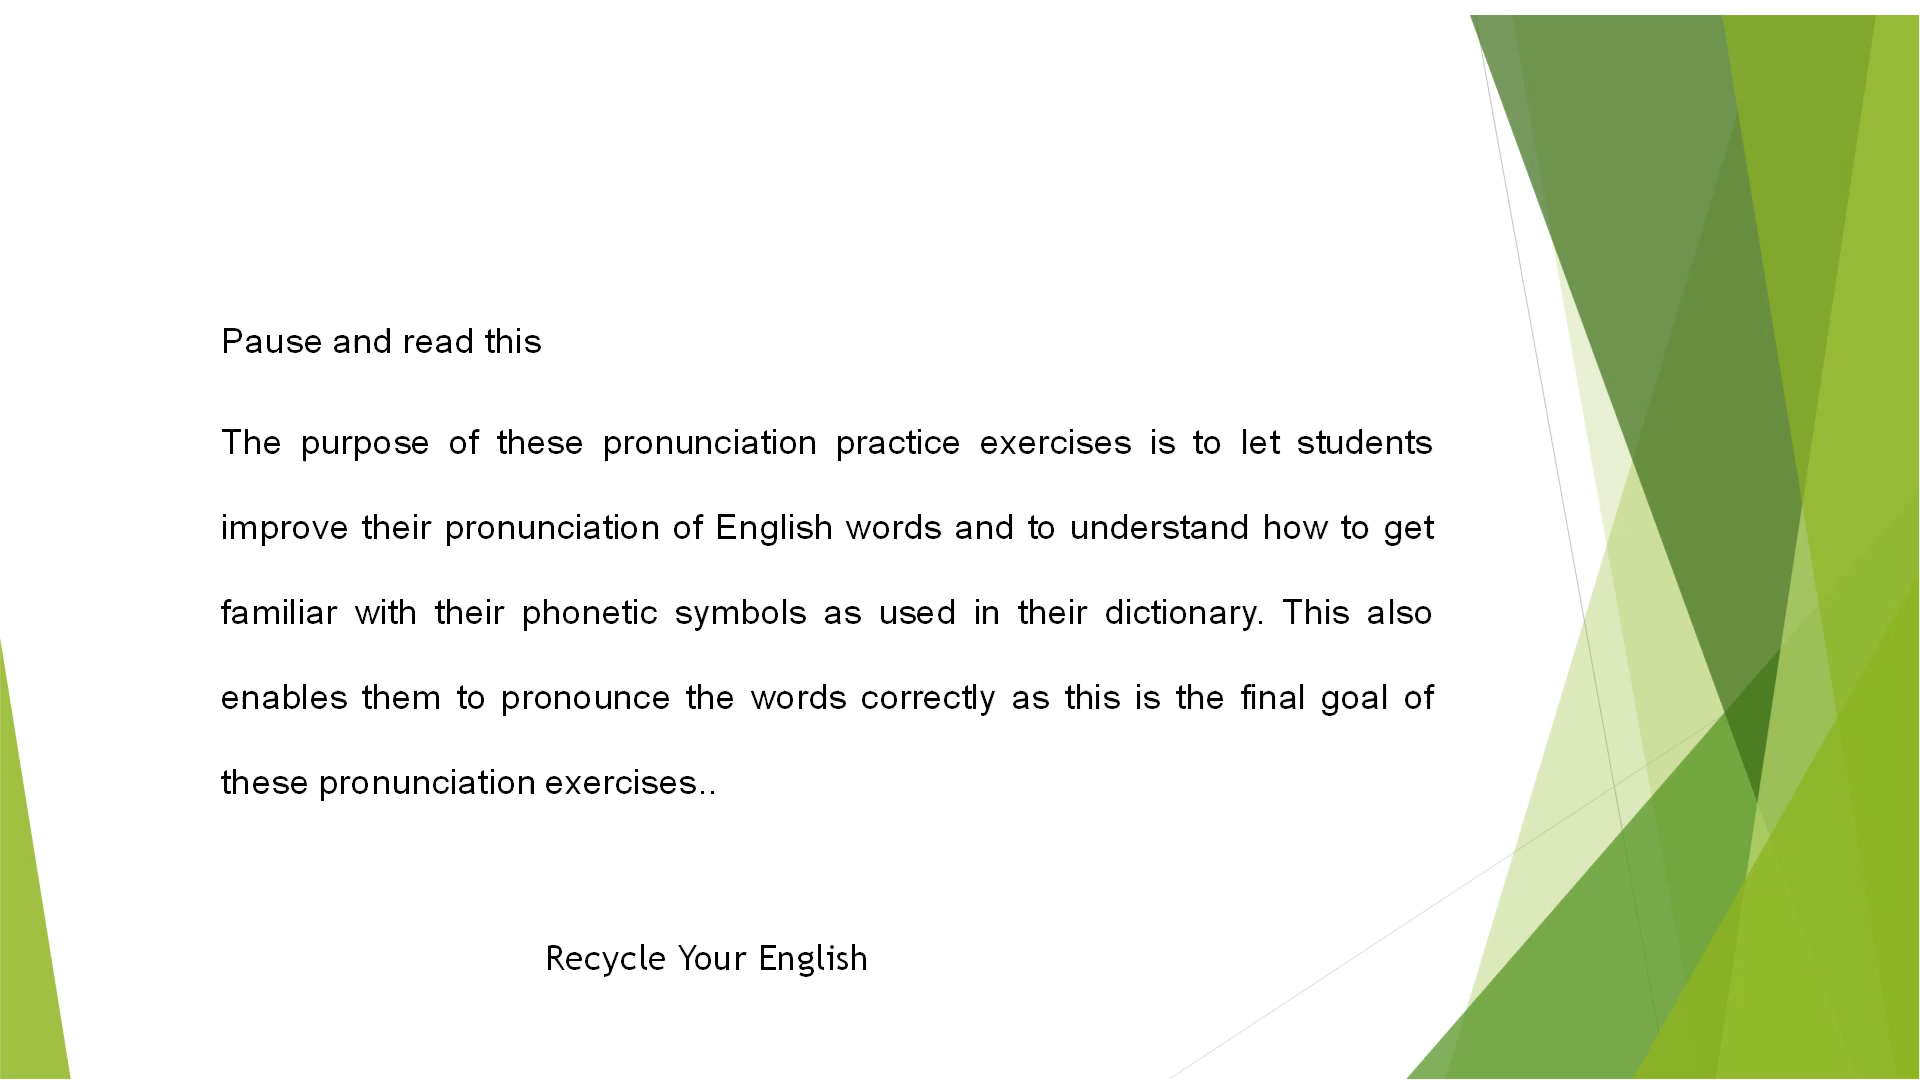 Pause and read this
The purpose of these pronunciation practice exercises is to let students
improve their pronunciation of English words and to understand how to get
familiar with their phonetic symbols as used in their dictionary. This also
enables them to pronounce the words correctly as this is the final goal of
these pronunciation exercises..
Recycle Your English